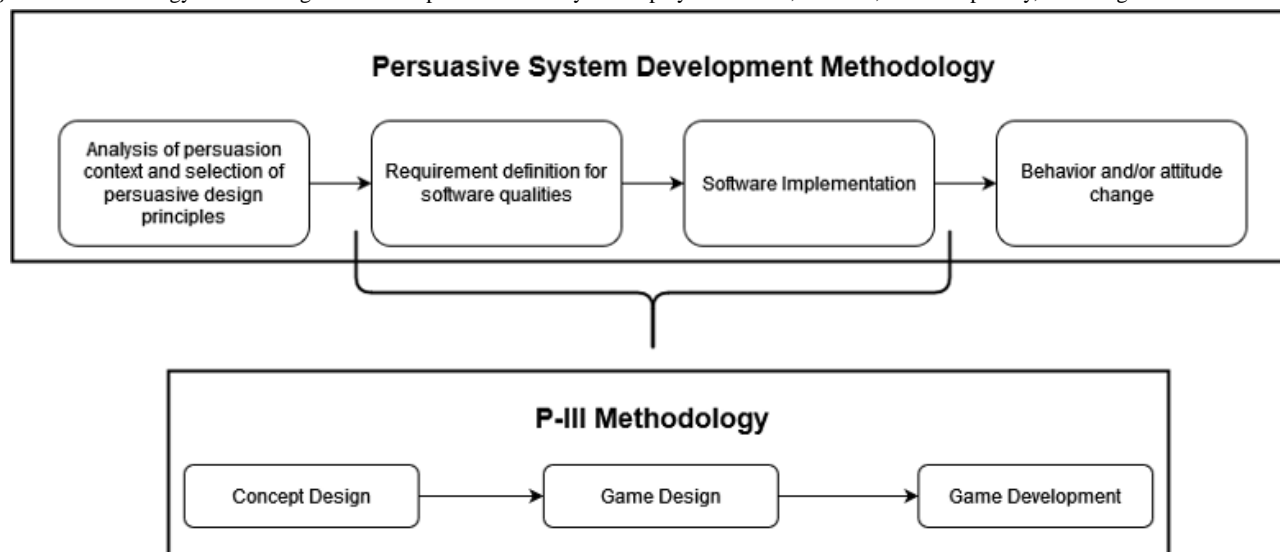 Persuasive System Development Methodology
Analysis of persuasion
context and selection of
persuasive design
principles
Requirement definition for
software qualities
Software Implementation
Behavior and/or attitude
change
P-III Methodology
Concept Design
Game Design
Game Development